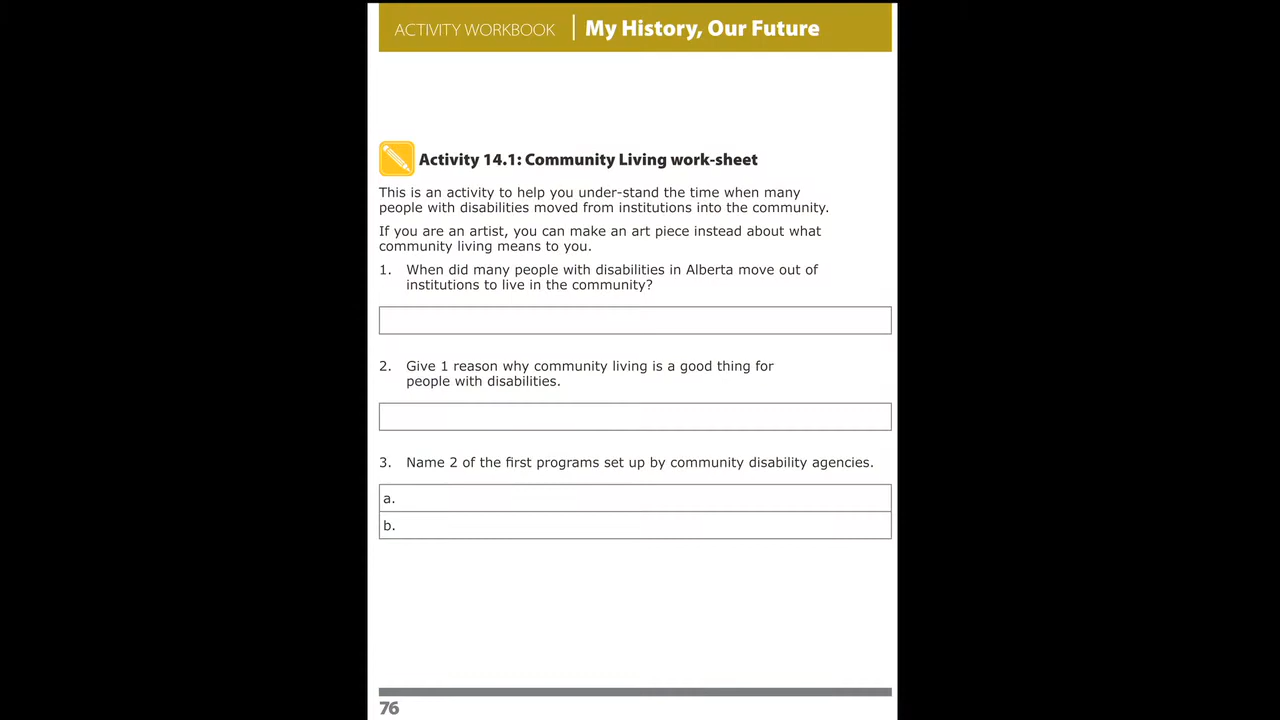 ACTIVITY WORKBOOK | My History, Our Future
Activity 14.1: Community Living work-sheet
This is an activity to help you under-stand the time when many
people with disabilities moved from institutions into the community.
If you are an artist, you can make an art piece instead about what
community living means to you.
1. When did many people with disabilities in Alberta move out of
institutions to live in the community?
2. Give 1 reason why community living is a good thing for
people with disabilities.
3. Name 2 of the first programs set up by community disability agencies.
a.
b.
76